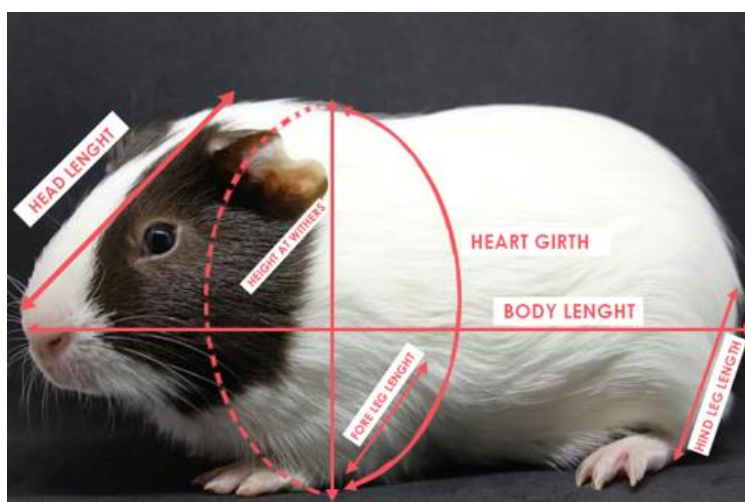 HEAD LENGHT
HEIGHT AT WITHERS
HEART GIRTH
BODY LENGHT
FORE LEG LENGHT
HIND LEG LENGTH